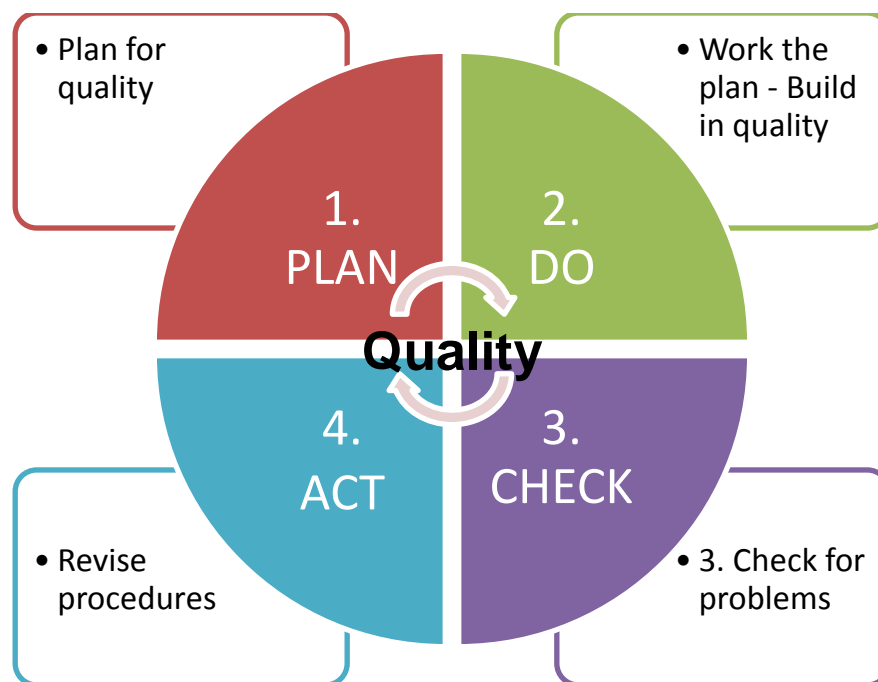 • Plan for
quality
• Work the
plan - Build
in quality
1.
PLAN
2.
DO
Quality
4.
ACT
3.
CHECK
• Revise
procedures
• 3. Check for
problems